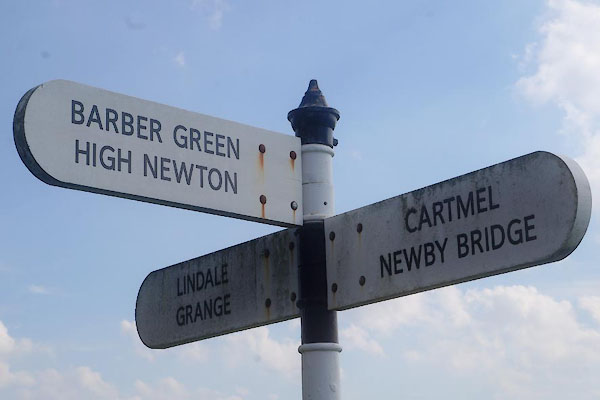 BARBER GREEN
HIGH NEWTON
CARTMEL
NEWBY BRIDGE
LINDALE
GRANGE